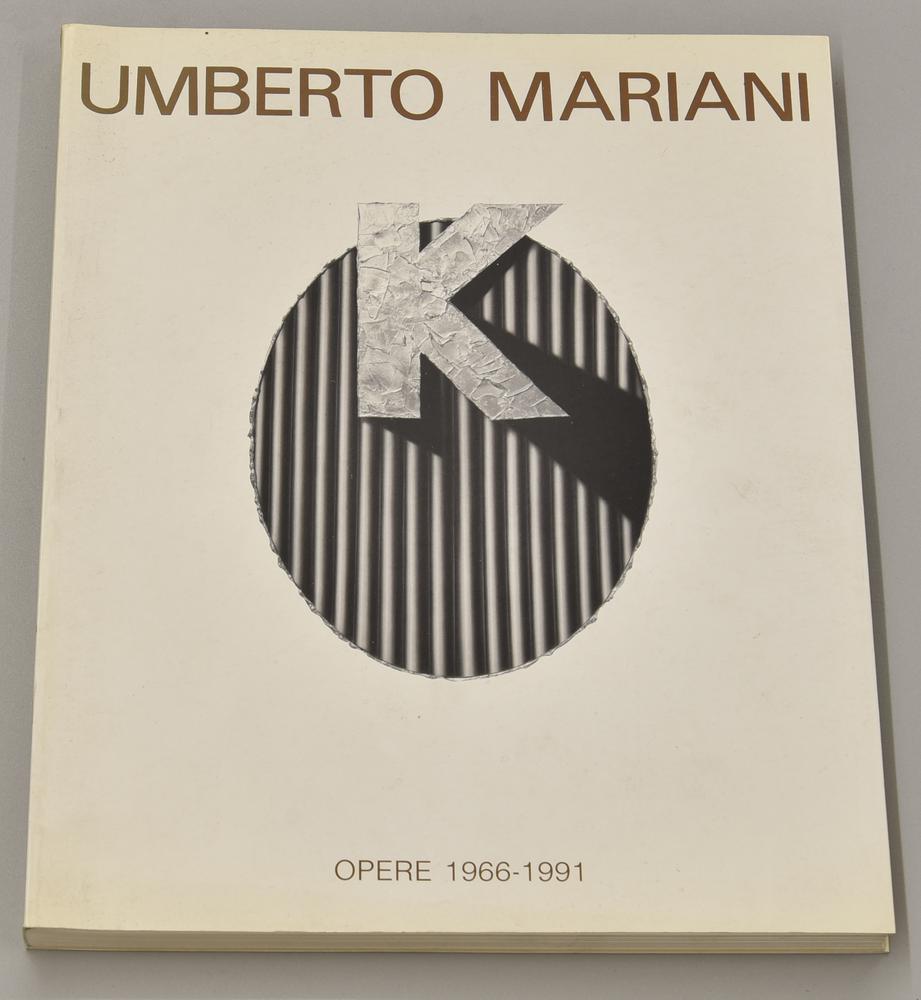 UMBERTO MARIANI
K
OPERE 1966-1991